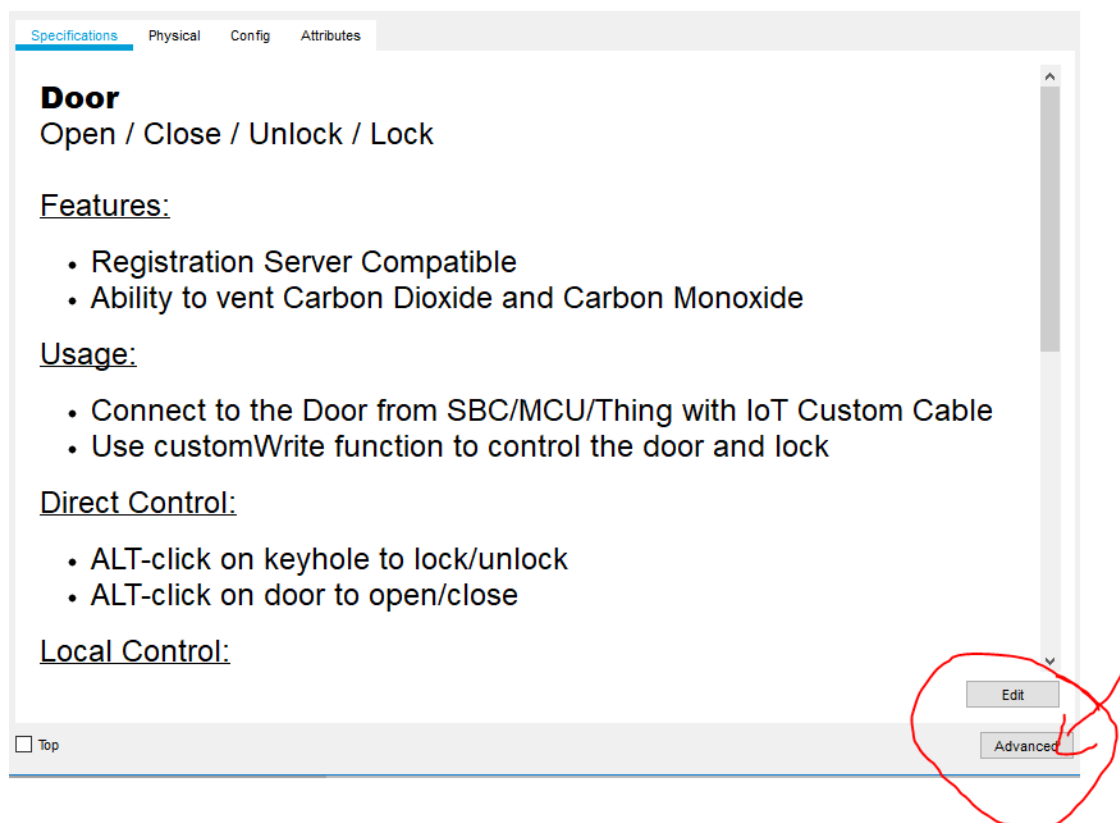 Specifications Physical Config Attributes
Door
Open / Close / Unlock / Lock
Features:
• Registration Server Compatible
• Ability to vent Carbon Dioxide and Carbon Monoxide
Usage:
• Connect to the Door from SBC/MCU/Thing with IoT Custom Cable
• Use customWrite function to control the door and lock
Direct Control:
• ALT-click on keyhole to lock/unlock
• ALT-click on door to open/close
Local Control:
Edit
Top
Advanced